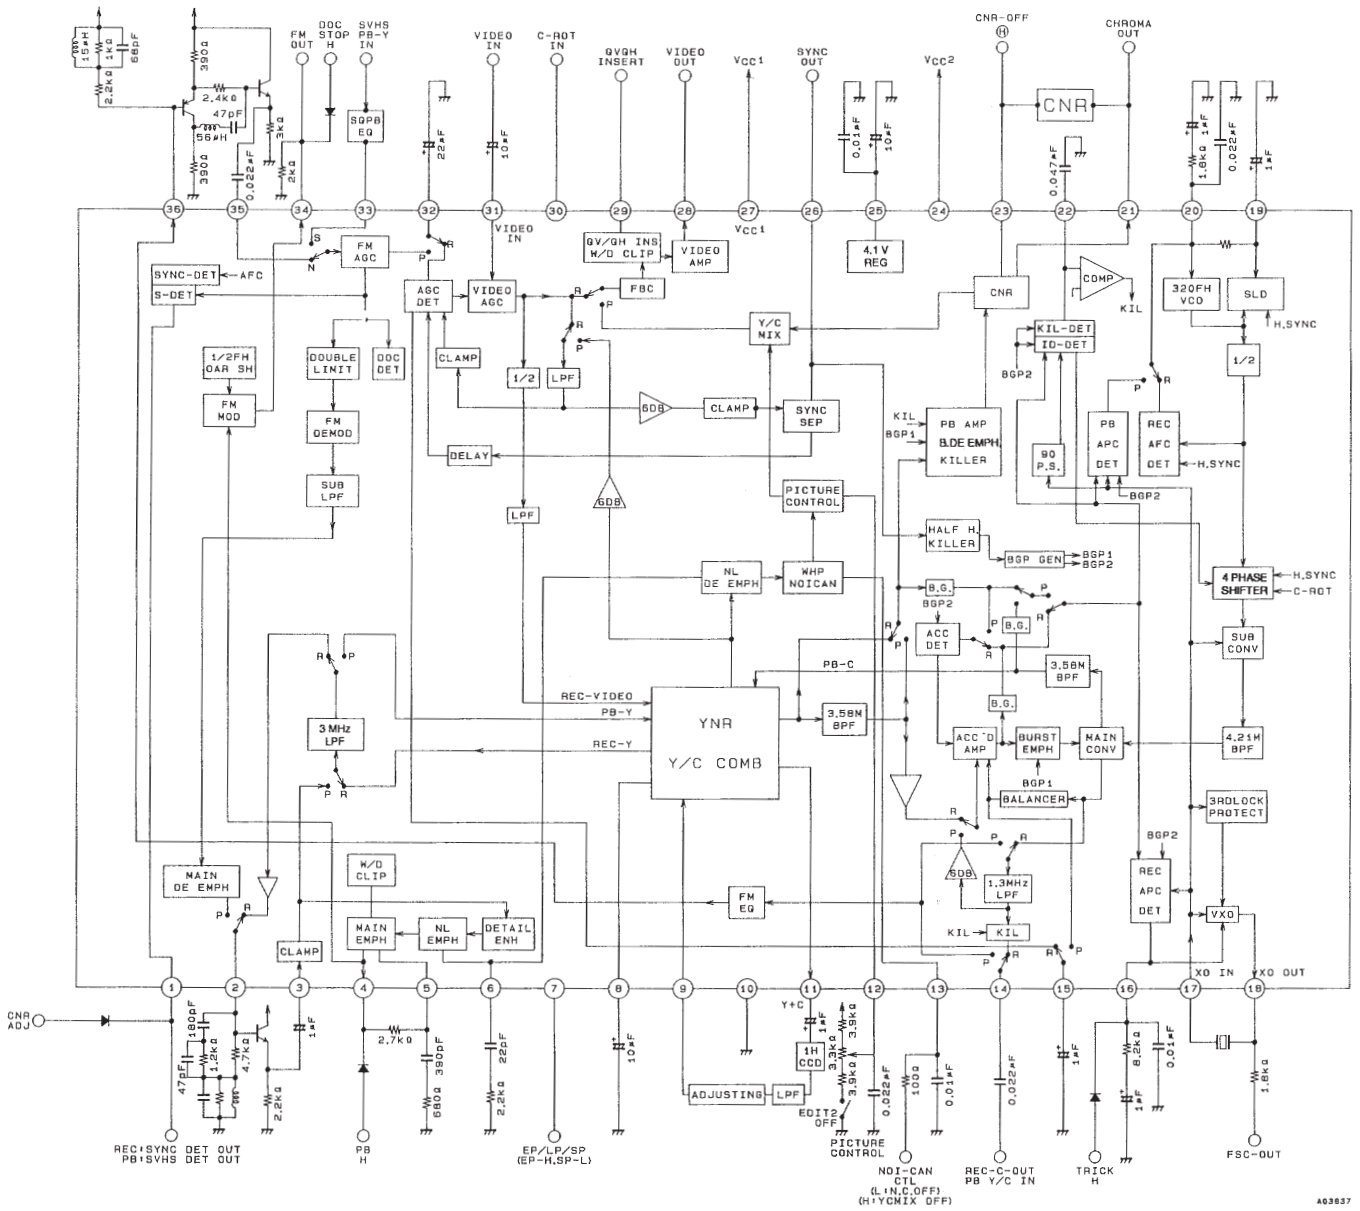 15µH
1kΩ
68pF
2.2kΩ
390Ω
2.4kΩ
47pF
56µH
390Ω
0.022µF
3kΩ
2kΩ
FM
OUT
DOC
STOP
H
SVHS
PB-Y
IN
SQPB
EQ
22µF
VIDEO
IN
10µF
C-ROT
IN
QVQH
INSERT
VIDEO
OUT
VCC1
SYNC
OUT
0.01µF
10µF
VCC2
CNR-OFF
H
CNR
0.047µF
CHROMA
OUT
1µF
1.8kΩ
0.022µF
1µF
36
35
34
33
32
31
30
29
28
27
26
25
24
23
22
21
20
19
VIDEO
IN
VCC1
SYNC-DET
AFC
S-DET
S
N
FM
AGC
P
R
AGC
DET
VIDEO
AGC
QV/QH INS
W/D CLIP
VIDEO
AMP
FBC
R
P
R
P
4.1V
REG
CNR
COMP
KIL
320FH
VCO
SLD
H.SYNC
1/2FH
OAR SH
DOUBLE
LIMIT
DOC
DET
CLAMP
1/2
LPF
Y/C
MIX
KIL-DET
ID-DET
BGP2
1/2
P
R
FM
MOD
FM
DEMOD
6DB
CLAMP
SYNC
SEP
KIL
BGP1
PB AMP
B.DE EMPH.
KILLER
90
P.S.
PB
APC
DET
REC
AFC
DET
H.SYNC
BGP2
DELAY
SUB
LPF
6DB
LPF
PICTURE
CONTROL
HALF H.
KILLER
BGP GEN
BGP1
BGP2
NL
DE EMPH
WHP
NOICAN
4 PHASE
SHIFTER
H.SYNC
C-ROT
B.G.
P
BGP2
B.G.
R
ACC
DET
P
R
R
P
SUB
CONV
R
P
PB-C
3.58M
BPF
REC-VIDEO
PB-Y
REC-Y
YNR
Y/C COMB
3.58M
BPF
B.G.
3 MHz
LPF
P
R
ACC·D
AMP
BURST
EMPH
MAIN
CONV
4.21M
BPF
BGP1
BALANCER
3RDLOCK
PROTECT
R
P
P
R
BGP2
6DB
1.3MHz
LPF
REC
APC
DET
VXO
MAIN
DE EMPH
W/D
CLIP
P
R
FM
EQ
KIL
KIL
CLAMP
MAIN
EMPH
NL
EMPH
DETAIL
ENH
P
R
R
P
XO IN
XO OUT
1
2
3
4
5
6
7
8
9
10
11
12
13
14
15
16
17
18
CNR
ADJ
180pF
47pF
1.2kΩ
4.7kΩ
2.2kΩ
1µF
2.7kΩ
390pF
680Ω
22pF
2.2kΩ
10µF
Y+C
1µF
1H
CCD
ADJUSTING
LPF
3.9kΩ
3.3kΩ
3.9kΩ
EDIT2
OFF
0.022µF
100Ω
0.01µF
0.022µF
1µF
8.2kΩ
0.01µF
1µF
1.8kΩ
REC:SYNC DET OUT
PB:SVHS DET OUT
PB
H
EP/LP/SP
(EP-H,SP-L)
PICTURE
CONTROL
NOI-CAN
CTL
(L:N.C.OFF)
(H:YCMIX OFF)
REC-C-OUT
PB Y/C IN
TRICK
H
FSC-OUT
A03637